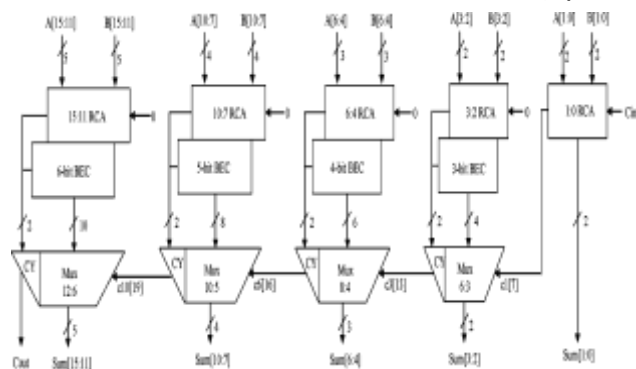 A[15:11] B[15:11] A[10:7] B[10:7] A[6:4] B[6:4] A[3:2] B[3:2] A[1:0] B[1:0]
5 5 4 4 3 3 2 2 2 2
15:11 RCA 0 10:7 RCA 0 6:4 RCA 0 3:2 RCA 0 1:0 RCA Cin
6-bit BEC 5-bit BEC 4-bit BEC 3-bit BEC
2 10 2 8 2 6 2 4 2
CY Mux 12:6 c10[19] CY Mux 10:5 c6[16] CY Mux 8:4 c3[13] CY Mux 6:3 c1[7]
5 4 3 2
Cout Sum[15:11] Sum[10:7] Sum[6:4] Sum[3:2] Sum[1:0]